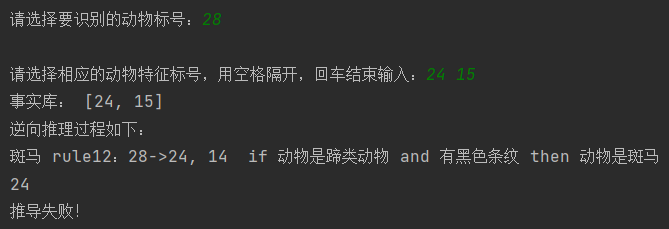 请选择要识别的动物标号：28
请选择相应的动物特征标号，用空格隔开，回车结束输入：24 15
事实库： [24, 15]
逆向推理过程如下：
斑马 rule12：28->24, 14  if 动物是蹄类动物 and 有黑色条纹 then 动物是斑马
24
推导失败！